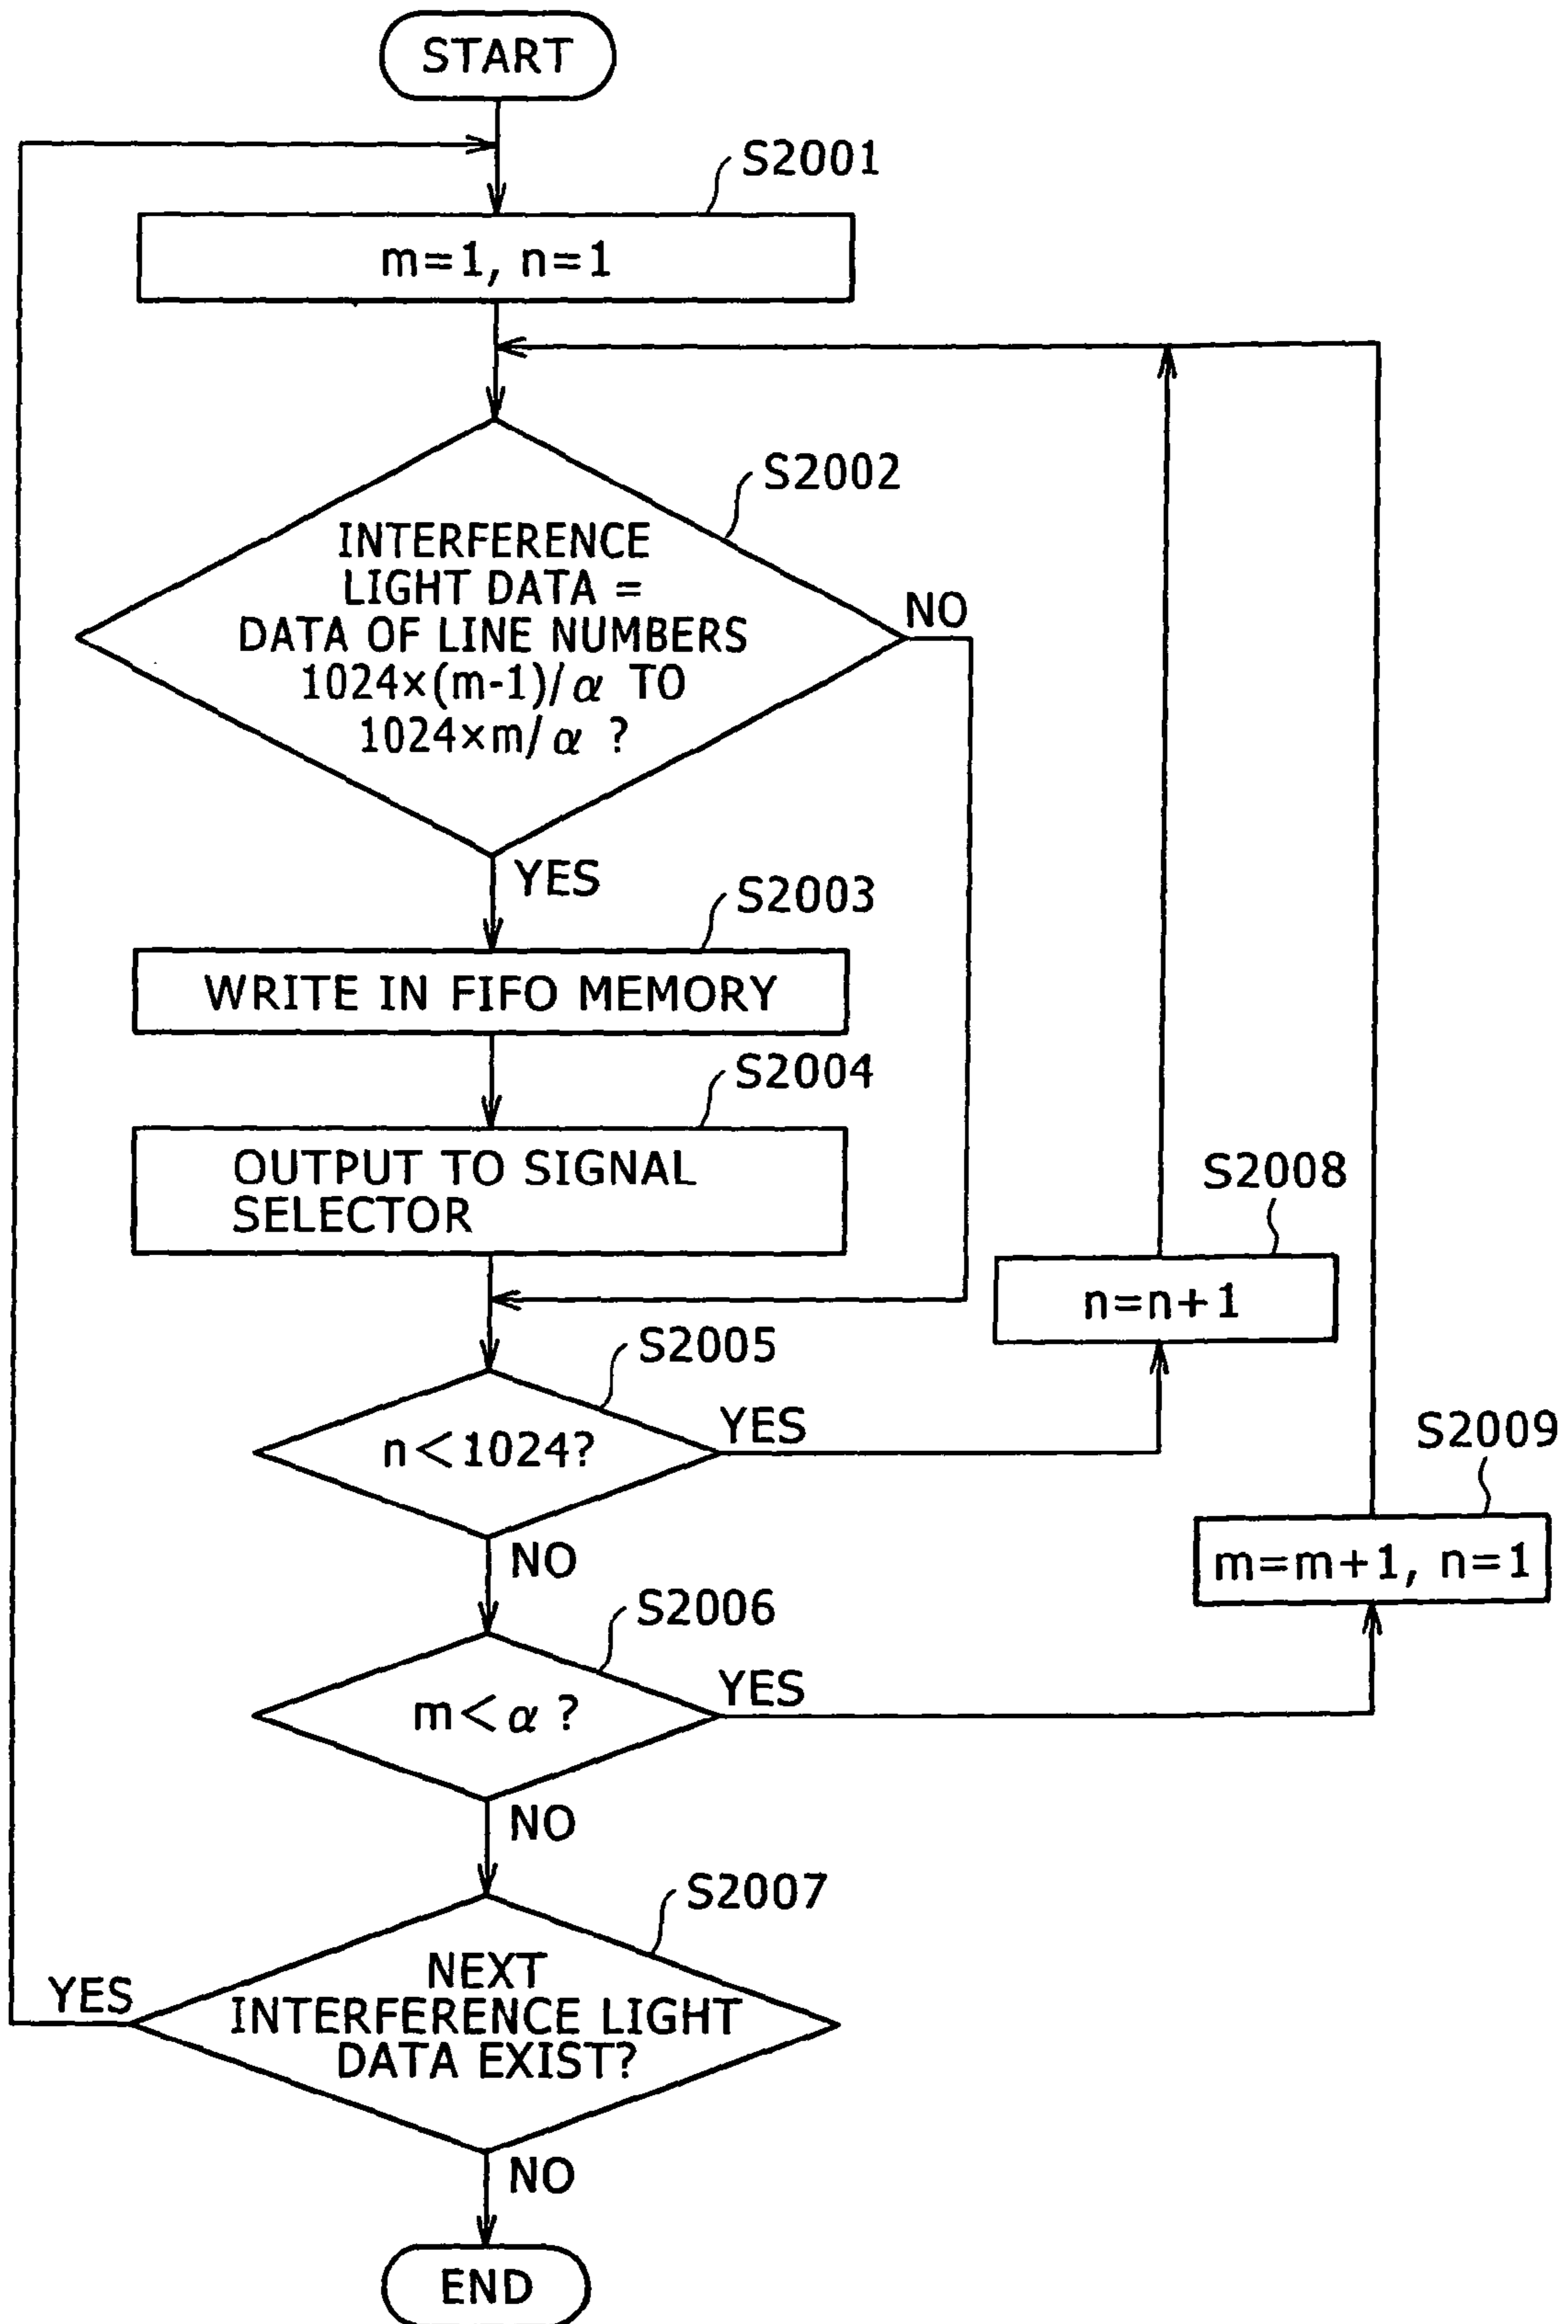 START
S2001
m=1, n=1
S2002
INTERFERENCE
LIGHT DATA =
DATA OF LINE NUMBERS
1024×(m-1)/α TO
1024×m/α ?
NO
YES
S2003
WRITE IN FIFO MEMORY
S2004
OUTPUT TO SIGNAL
SELECTOR
S2008
n=n+1
S2005
n<1024?
YES
S2009
m=m+1, n=1
NO
S2006
m<α ?
YES
NO
S2007
NEXT
INTERFERENCE LIGHT
DATA EXIST?
YES
NO
END